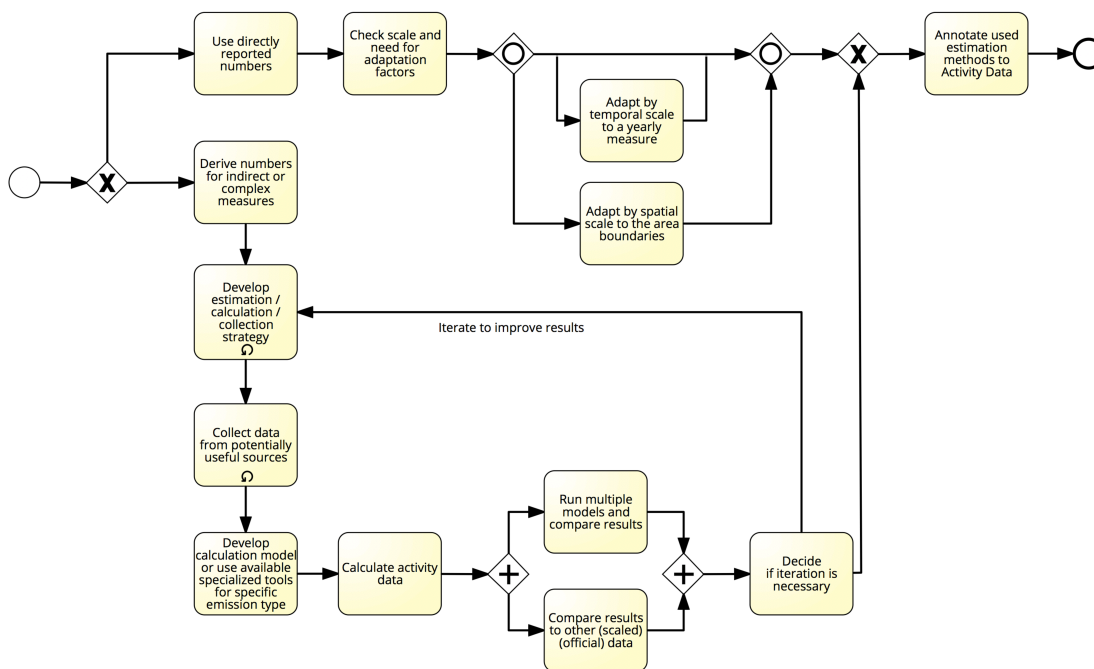 Use directly
reported
numbers
Check scale and
need for
adaptation
factors
Annotate used
estimation
methods to
Activity Data
Adapt by
temporal scale
to a yearly
measure
Derive numbers
for indirect or
complex
measures
Adapt by spatial
scale to the area
boundaries
Develop
estimation /
calculation /
collection
strategy
Iterate to improve results
Collect data
from potentially
useful sources
Run multiple
models and
compare results
Develop
calculation model
or use available
specialized tools
for specific
emission type
Calculate activity
data
Decide
if iteration is
necessary
Compare results
to other (scaled)
(official) data